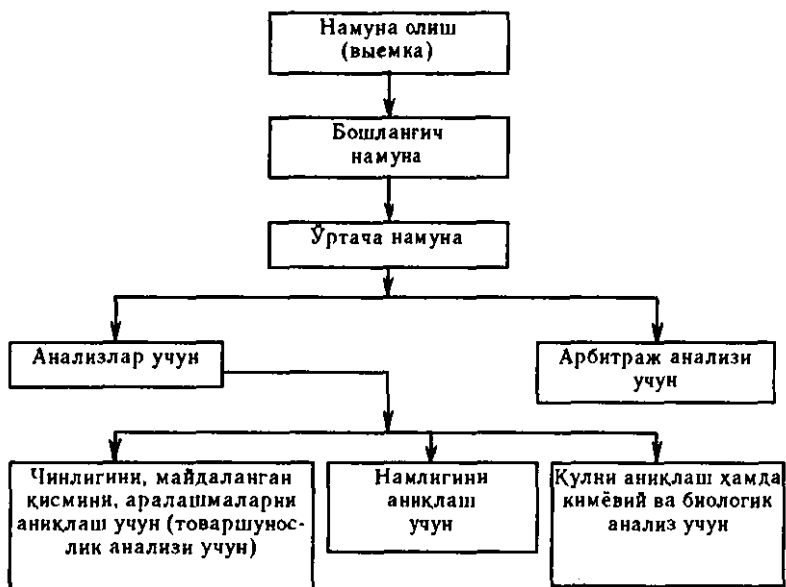 Намуна олиш
(выемка)
Бошланғич
намуна
Ўртача намуна
Анализлар учун
Арбитраж анализи
учун
Чинлигини, майдаланган
қисмини, аралашмаларни
аниқлаш учун (товаршунос-
лик анализи учун)
Намлигини
аниқлаш
учун
Қулни аниқлаш ҳамда
кимёвий ва биологик
анализ учун